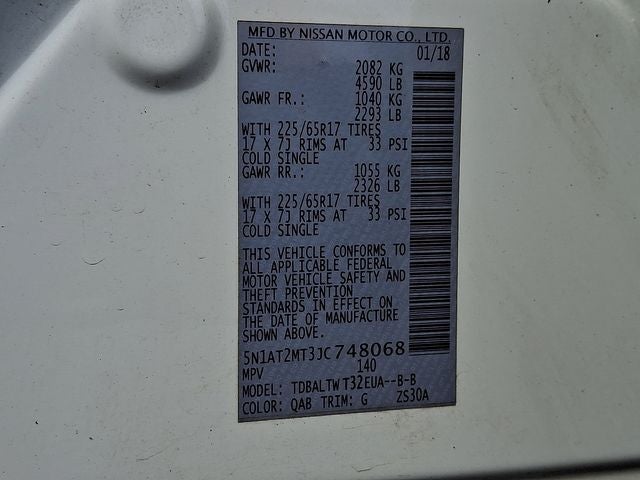 MFD BY NISSAN MOTOR CO., LTD.
DATE: 01/18
GVWR: 2082 KG
4590 LB
GAWR FR.: 1040 KG
2293 LB
WITH 225/65R17 TIRES
17 X 7J RIMS AT 33 PSI
COLD SINGLE
GAWR RR.: 1055 KG
2326 LB
WITH 225/65R17 TIRES
17 X 7J RIMS AT 33 PSI
COLD SINGLE
THIS VEHICLE CONFORMS TO
ALL APPLICABLE FEDERAL
MOTOR VEHICLE SAFETY AND
THEFT PREVENTION
STANDARDS IN EFFECT ON
THE DATE OF MANUFACTURE
SHOWN ABOVE.
5N1AT2MT3JC748068
MPV 140
MODEL: TDBALTWT32EUA--B-B
COLOR: QAB TRIM: G ZS30A